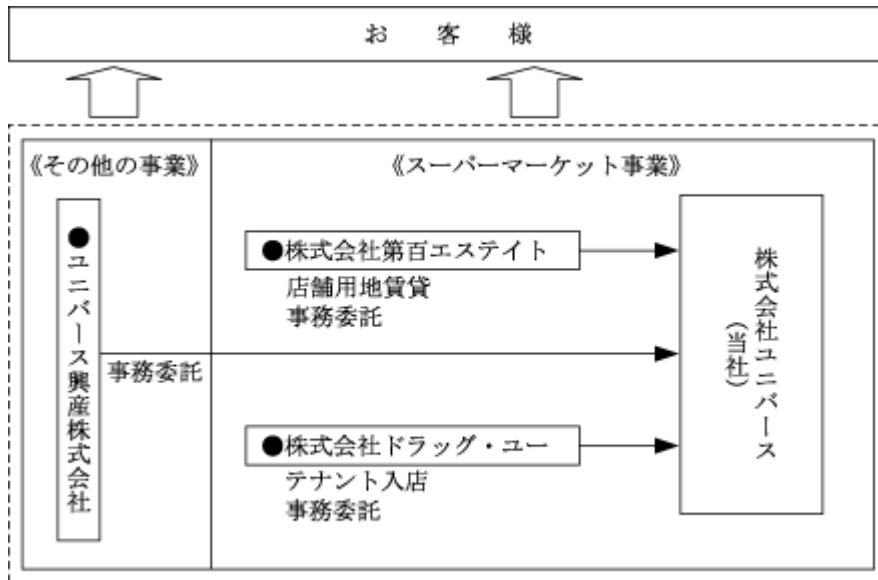 お客様
《その他の事業》
《スーパーマーケット事業》
●ユニバース興産株式会社
事務委託
●株式会社第百エステイト
店舗用地賃貸
事務委託
●株式会社ドラッグ・ユー
テナント入店
事務委託
株式会社ユニバース
(当社)